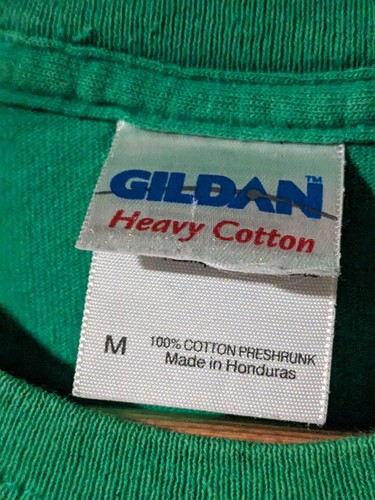 GILDAN™
Heavy Cotton
M
100% COTTON PRESHRUNK
Made in Honduras